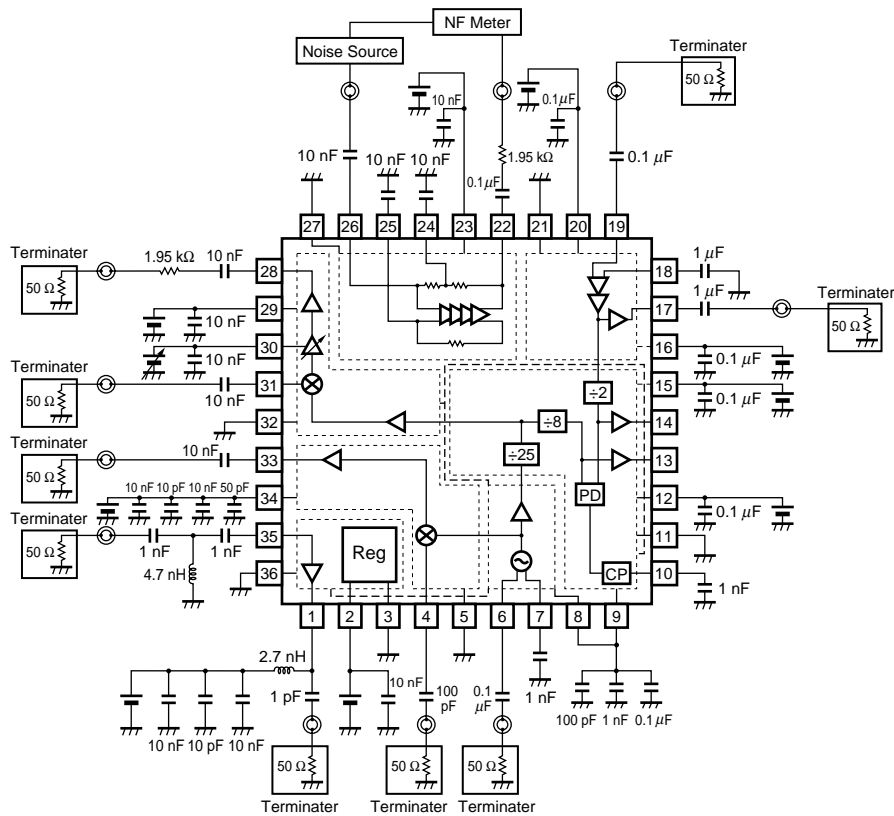 NF Meter
Noise Source
Terminater
50 Ω
10 nF
0.1 μF
10 nF
10 nF
10 nF
10 nF
0.1 μF
1.95 kΩ
0.1 μF
27
26
25
24
23
22
21
20
19
Terminater
50 Ω
1.95 kΩ
10 nF
28
18
1 μF
29
10 nF
17
1 μF
Terminater
50 Ω
30
10 nF
16
0.1 μF
Terminater
50 Ω
10 nF
31
15
0.1 μF
÷2
32
÷8
14
Terminater
50 Ω
10 nF
33
÷25
13
10 nF
10 pF
10 nF
50 pF
34
PD
12
0.1 μF
Terminater
50 Ω
1 nF
1 nF
35
Reg
11
4.7 nH
36
CP
10
1 nF
1
2
3
4
5
6
7
8
9
2.7 nH
1 pF
10 nF
100
pF
0.1
μF
1 nF
10 nF
10 pF
10 nF
100 pF
1 nF
0.1 μF
50 Ω
50 Ω
50 Ω
Terminater
Terminater
Terminater